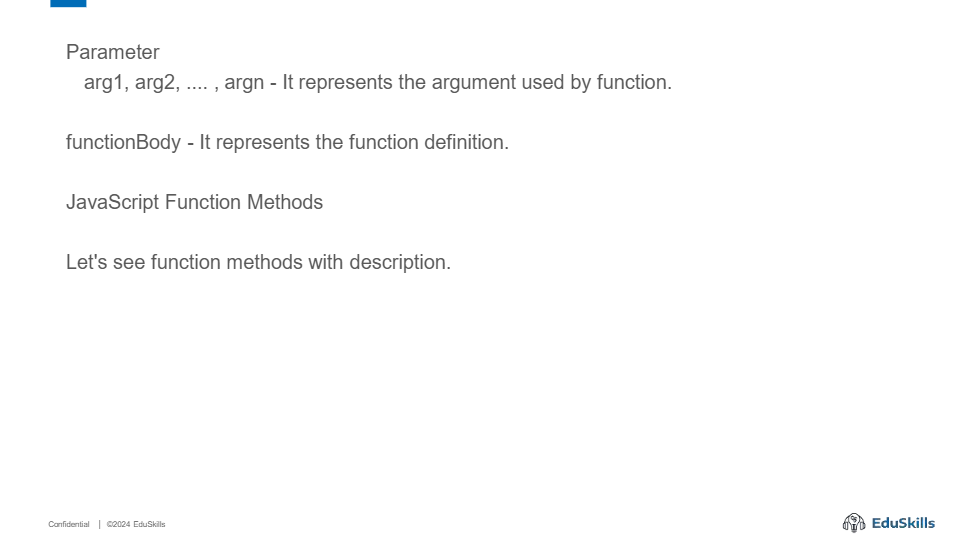 Parameter
arg1, arg2, .... , argn - It represents the argument used by function.
functionBody - It represents the function definition.
JavaScript Function Methods
Let's see function methods with description.
Confidential | ©2024 EduSkills
EduSkills